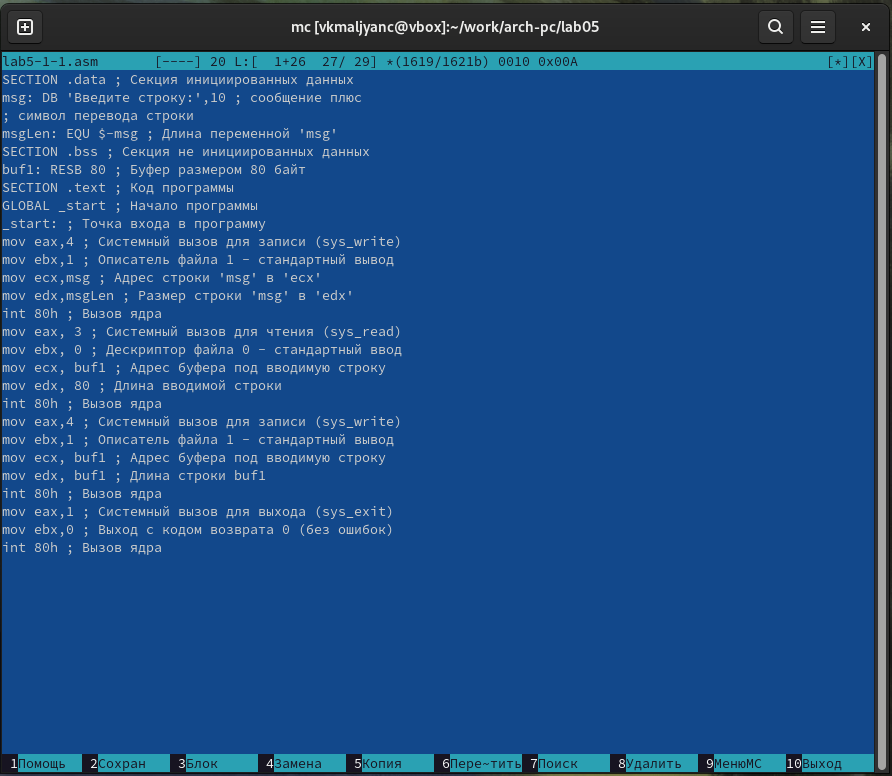 mc [vkmaljyanc@vbox]:~/work/arch-pc/lab05
lab5-1-1.asm [----] 20 L:[ 1+26 27/ 29] *(1619/1621b) 0010 0x00A [*][X]
SECTION .data ; Секция инициированных данных
msg: DB 'Введите строку:',10 ; сообщение плюс
; символ перевода строки
msgLen: EQU $-msg ; Длина переменной 'msg'
SECTION .bss ; Секция не инициированных данных
buf1: RESB 80 ; Буфер размером 80 байт
SECTION .text ; Код программы
GLOBAL _start ; Начало программы
_start: ; Точка входа в программу
mov eax,4 ; Системный вызов для записи (sys_write)
mov ebx,1 ; Описатель файла 1 - стандартный вывод
mov ecx,msg ; Адрес строки 'msg' в 'ecx'
mov edx,msgLen ; Размер строки 'msg' в 'edx'
int 80h ; Вызов ядра
mov eax, 3 ; Системный вызов для чтения (sys_read)
mov ebx, 0 ; Дескриптор файла 0 - стандартный ввод
mov ecx, buf1 ; Адрес буфера под вводимую строку
mov edx, 80 ; Длина вводимой строки
int 80h ; Вызов ядра
mov eax,4 ; Системный вызов для записи (sys_write)
mov ebx,1 ; Описатель файла 1 - стандартный вывод
mov ecx, buf1 ; Адрес буфера под вводимую строку
mov edx, buf1 ; Длина строки buf1
int 80h ; Вызов ядра
mov eax,1 ; Системный вызов для выхода (sys_exit)
mov ebx,0 ; Выход с кодом возврата 0 (без ошибок)
int 80h ; Вызов ядра
1Помощь 2Сохран 3Блок 4Замена 5Копия 6Пере~тить 7Поиск 8Удалить 9МенюМС 10Выход